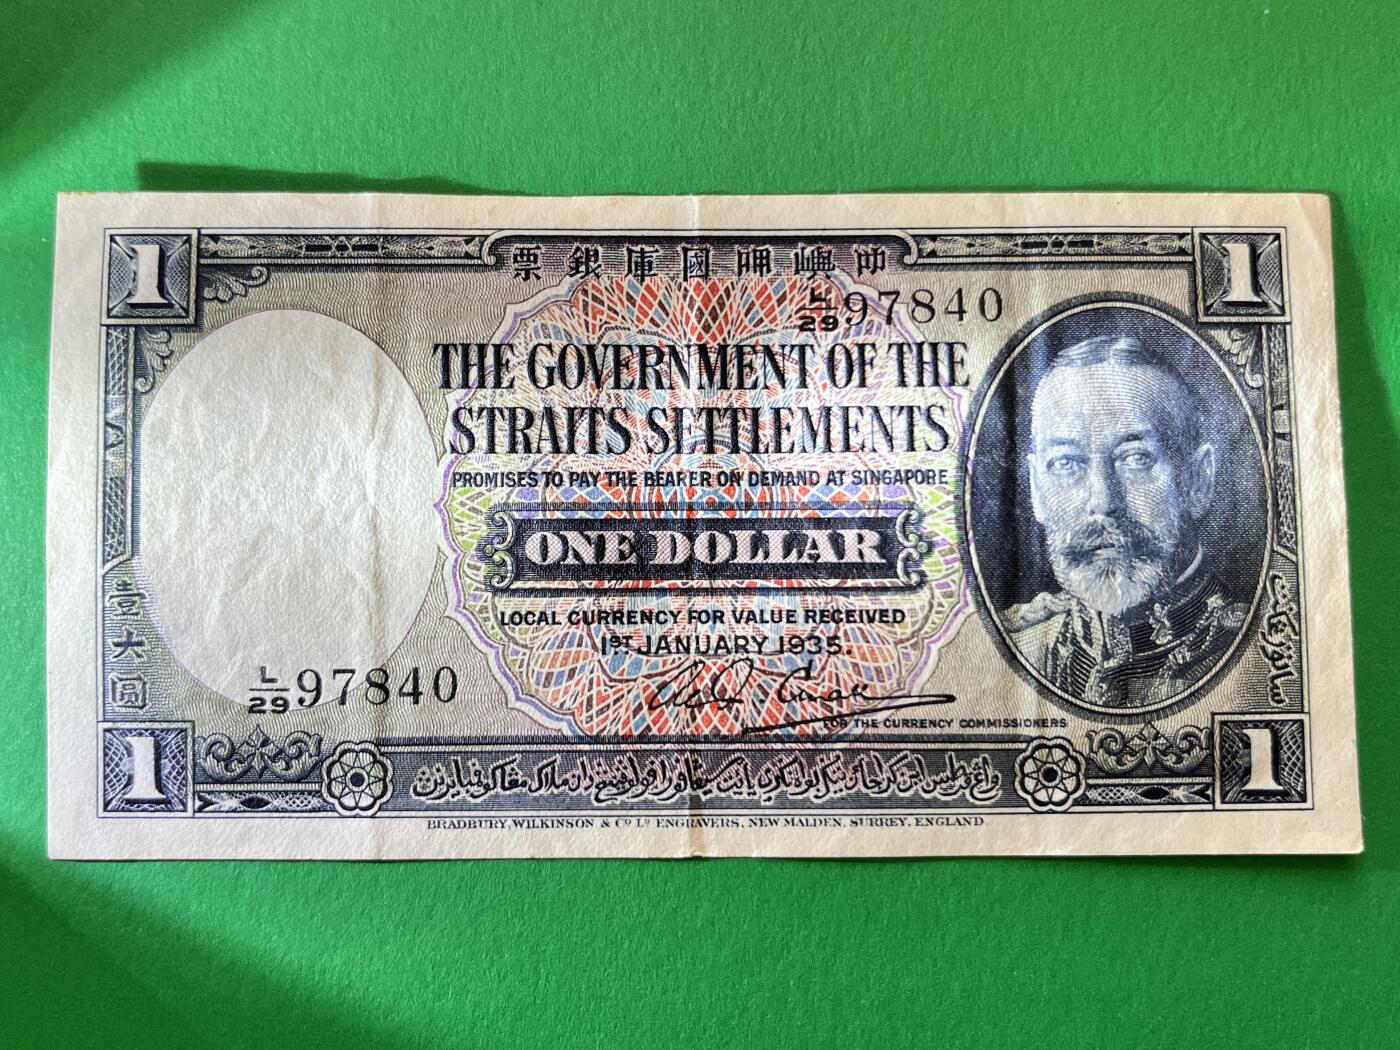 1
叻嶼呷國庫銀票
1
L/29 97840
THE GOVERNMENT OF THE
STRAITS SETTLEMENTS
PROMISES TO PAY THE BEARER ON DEMAND AT SINGAPORE
ONE DOLLAR
LOCAL CURRENCY FOR VALUE RECEIVED
1ST JANUARY 1935.
壹大圓
L/29 97840
FOR THE CURRENCY COMMISSIONERS
1
1
BRADBURY, WILKINSON & Co Ld ENGRAVERS, NEW MALDEN, SURREY, ENGLAND